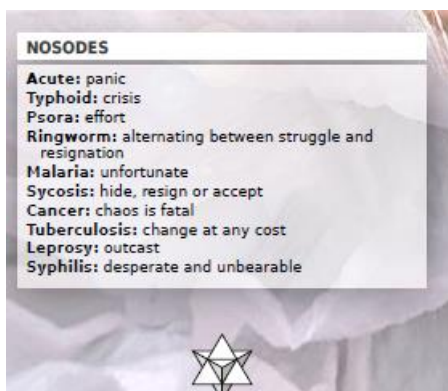 NOSODES
Acute: panic
Typhoid: crisis
Psora: effort
Ringworm: alternating between struggle and
resignation
Malaria: unfortunate
Sycosis: hide, resign or accept
Cancer: chaos is fatal
Tuberculosis: change at any cost
Leprosy: outcast
Syphilis: desperate and unbearable